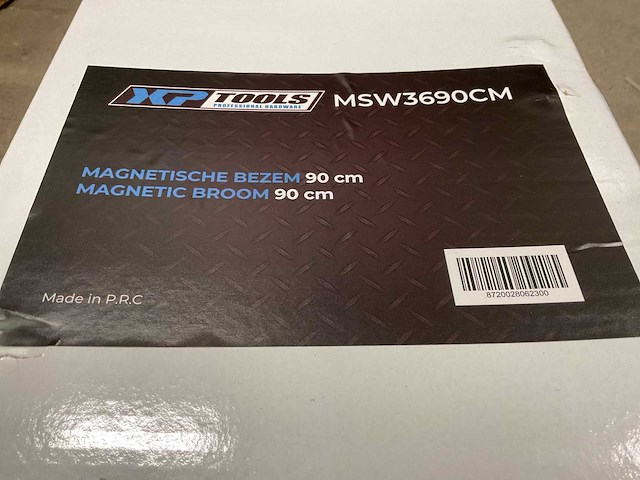 XP TOOLS MSW3690CM
PROFESSIONAL HARDWARE
MAGNETISCHE BEZEM 90 cm
MAGNETIC BROOM 90 cm
Made in P.R.C
8720028062300